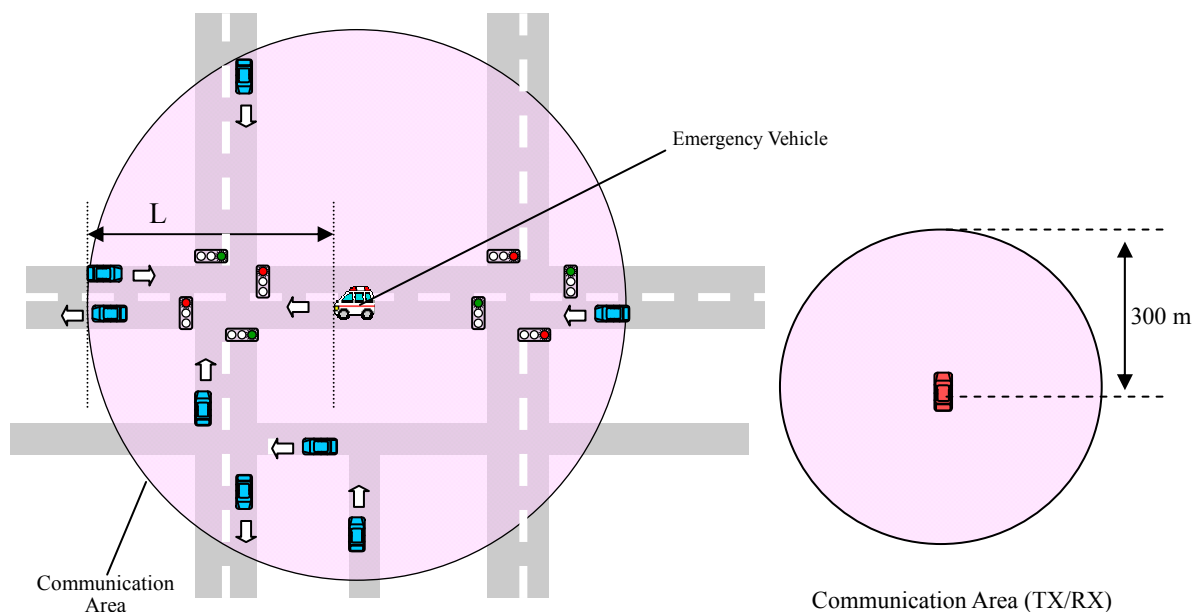 Emergency Vehicle
L
300 m
Communication
Area
Communication Area (TX/RX)